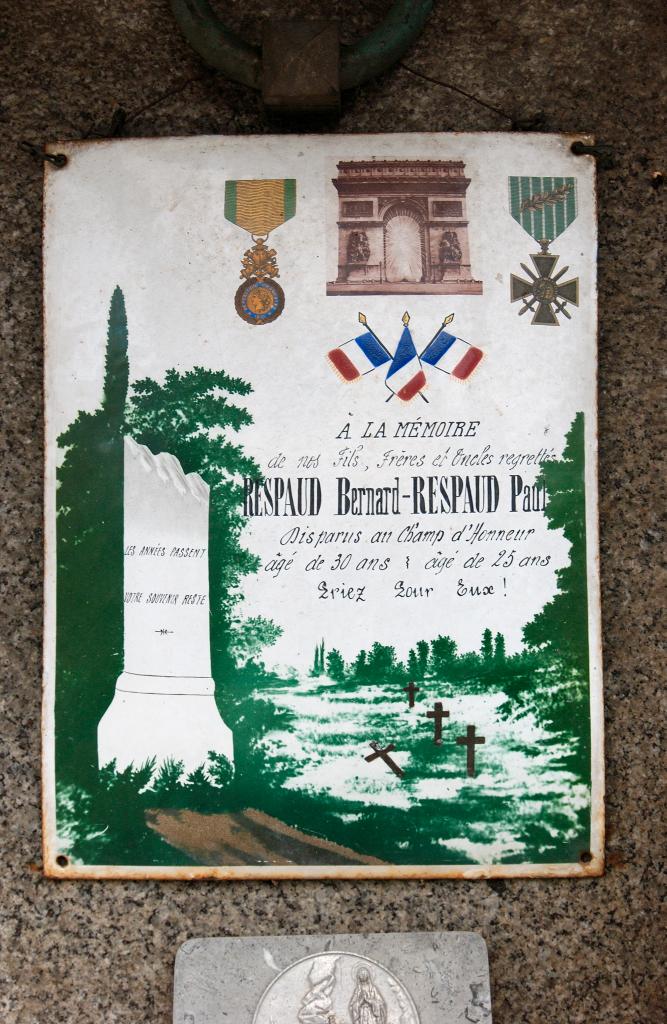 À LA MÉMOIRE
de nos Fils, Frères et Oncles regrettés
RESPAUD Bernard-RESPAUD Paul
Disparus au Champ d'Honneur
âgé de 30 ans ; âgé de 25 ans
Priez Pour Eux !
LES ANNÉES PASSENT
VOTRE SOUVENIR RESTE